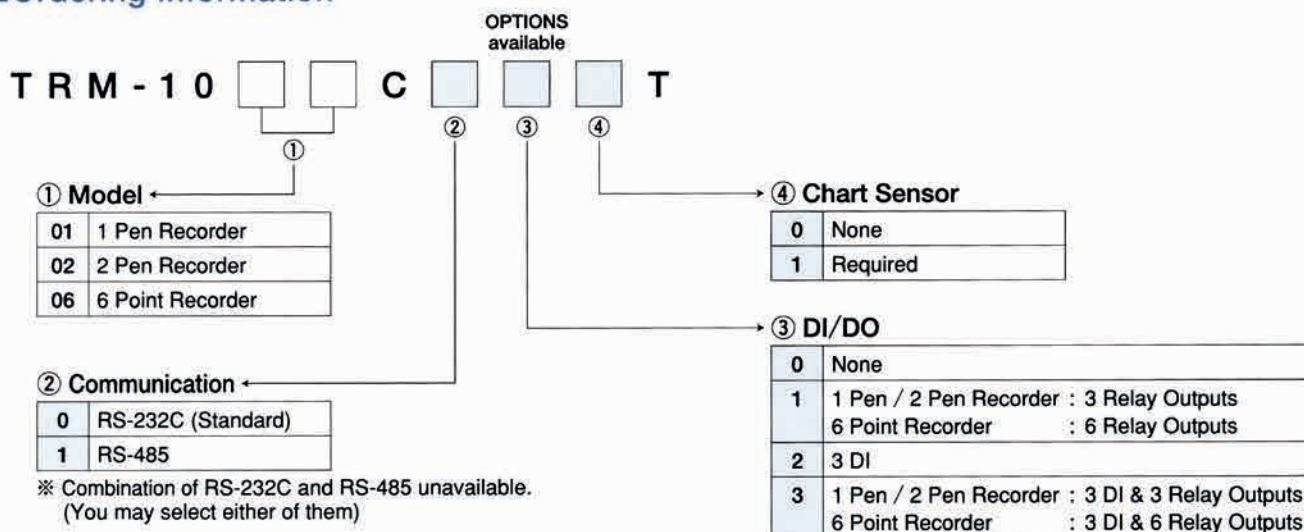 OPTIONS
available
TRM-10 C T
① ② ③ ④
① Model
01 1 Pen Recorder
02 2 Pen Recorder
06 6 Point Recorder
② Communication
0 RS-232C (Standard)
1 RS-485
※ Combination of RS-232C and RS-485 unavailable.
(You may select either of them)
④ Chart Sensor
0 None
1 Required
③ DI/DO
0 None
1 1 Pen / 2 Pen Recorder : 3 Relay Outputs
6 Point Recorder : 6 Relay Outputs
2 3 DI
3 1 Pen / 2 Pen Recorder : 3 DI & 3 Relay Outputs
6 Point Recorder : 3 DI & 6 Relay Outputs